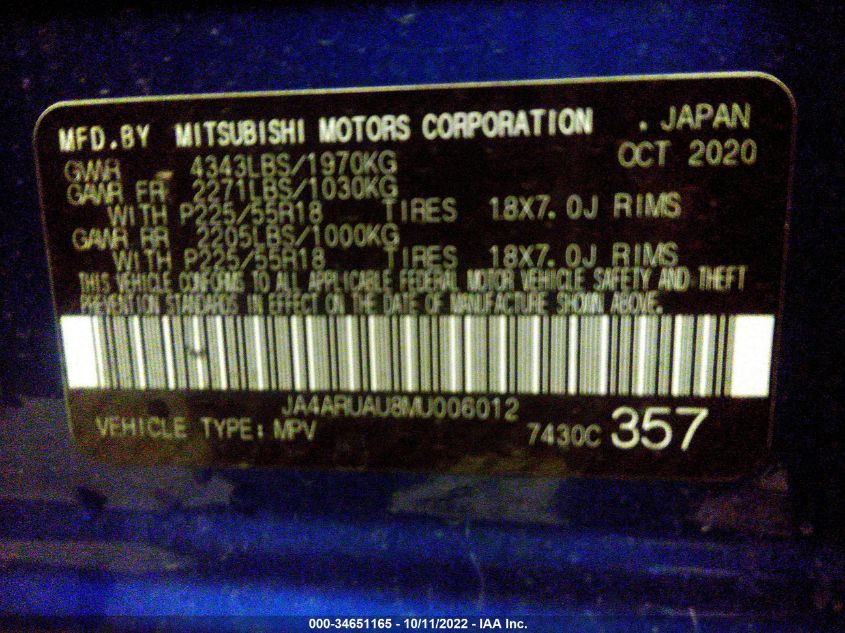 MFD.BY MITSUBISHI MOTORS CORPORATION . JAPAN
GVWR 4343LBS/1970KG OCT 2020
GAWR FR 2271LBS/1030KG
WITH P225/55R18 TIRES 18X7.0J RIMS
GAWR RR 2205LBS/1000KG
WITH P225/55R18 TIRES 18X7.0J RIMS
THIS VEHICLE CONFORMS TO ALL APPLICABLE FEDERAL MOTOR VEHICLE SAFETY AND THEFT
PREVENTION STANDARDS IN EFFECT ON THE DATE OF MANUFACTURE SHOWN ABOVE.
JA4ARUAU8MU006012
VEHICLE TYPE: MPV 7430C 357
000-34651165 - 10/11/2022 - IAA Inc.